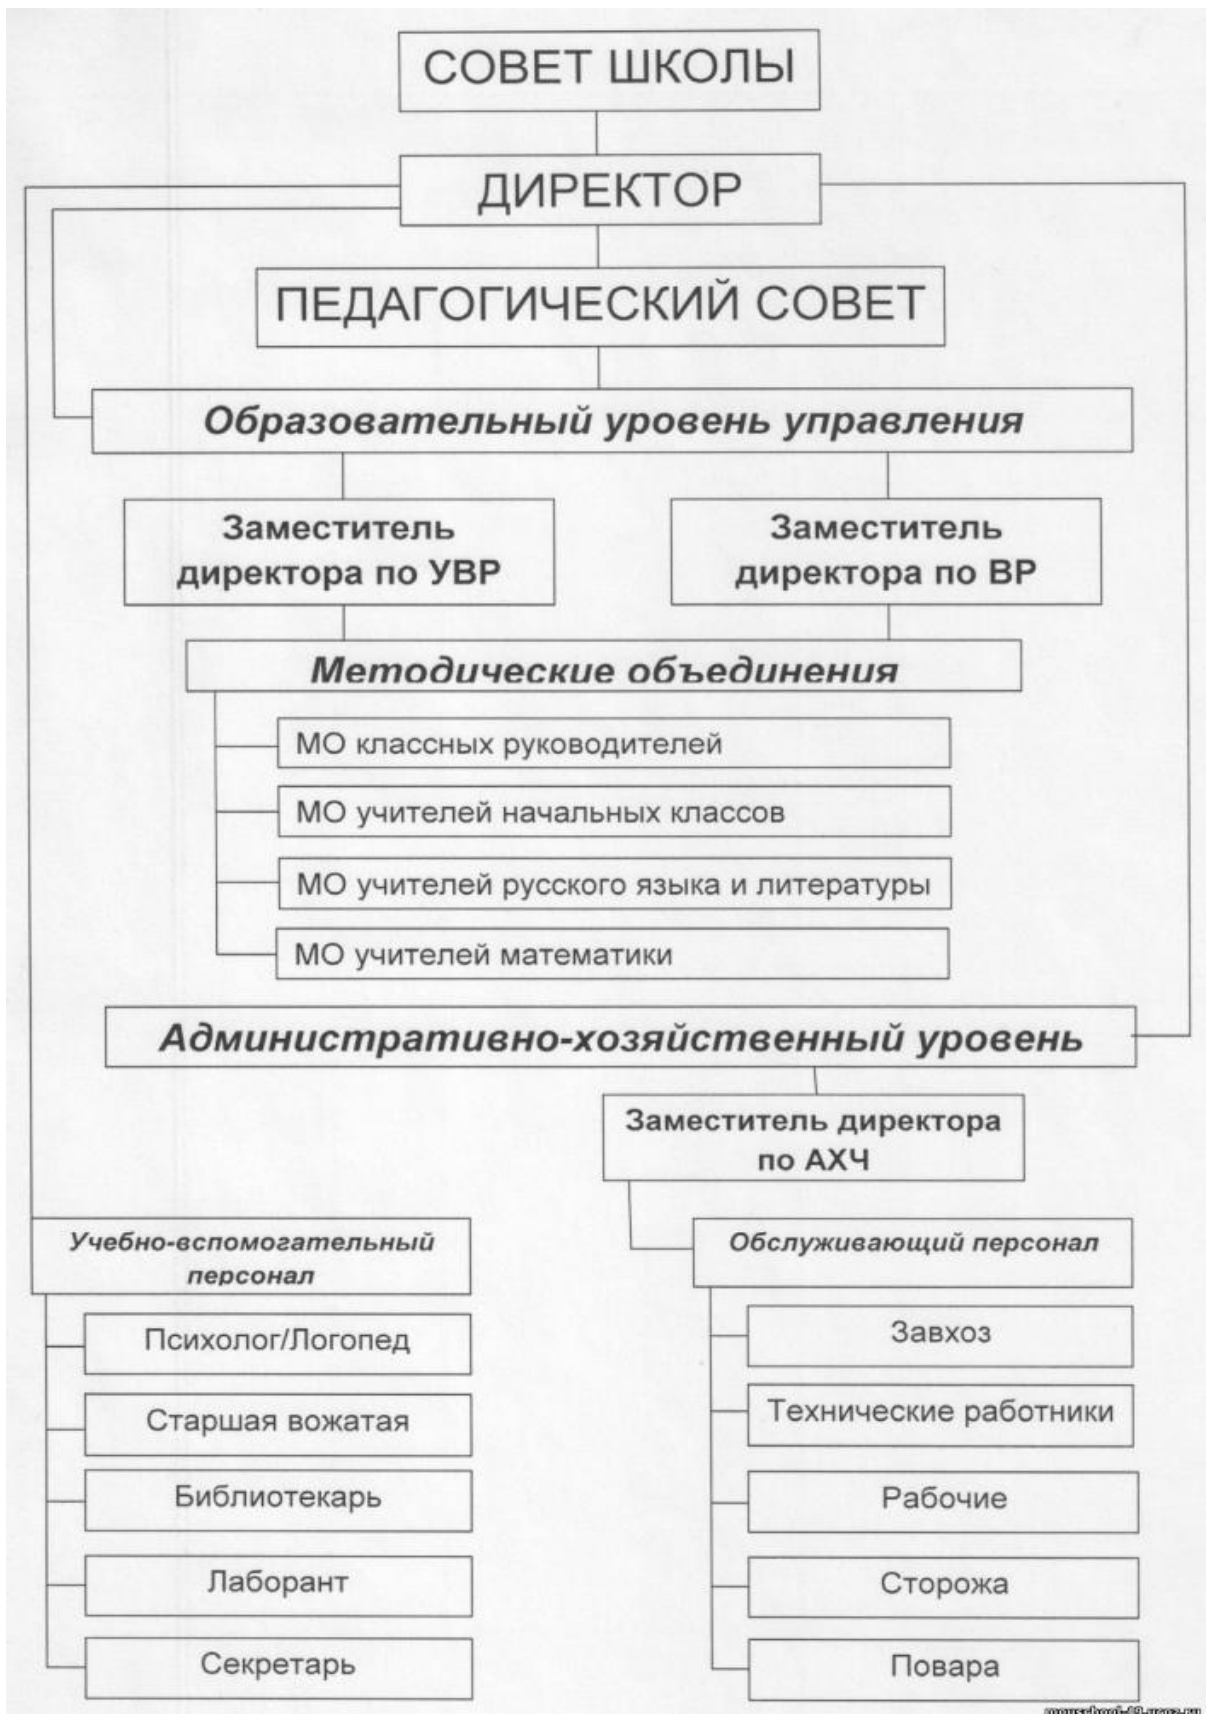 СОВЕТ ШКОЛЫ
ДИРЕКТОР
ПЕДАГОГИЧЕСКИЙ СОВЕТ
Образовательный уровень управления
Заместитель
директора по УВР
Заместитель
директора по ВР
Методические объединения
МО классных руководителей
МО учителей начальных классов
МО учителей русского языка и литературы
МО учителей математики
Административно-хозяйственный уровень
Заместитель директора
по АХЧ
Учебно-вспомогательный
персонал
Психолог/Логопед
Старшая вожатая
Библиотекарь
Лаборант
Секретарь
Обслуживающий персонал
Завхоз
Технические работники
Рабочие
Сторожа
Повара